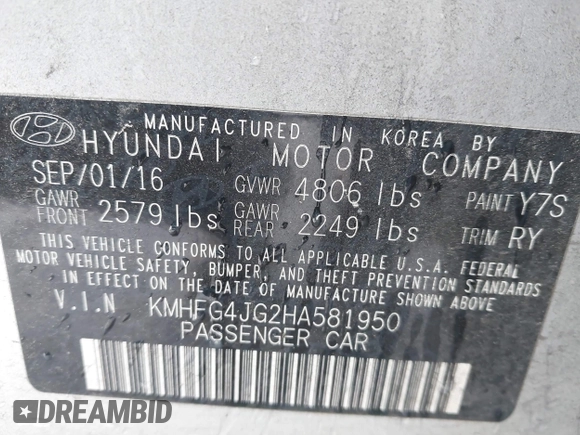 MANUFACTURED IN KOREA BY
HYUNDAI MOTOR COMPANY
SEP/01/16 GVWR 4806 lbs PAINT Y7S
GAWR FRONT 2579 lbs GAWR REAR 2249 lbs TRIM RY
THIS VEHICLE CONFORMS TO ALL APPLICABLE U.S.A. FEDERAL
MOTOR VEHICLE SAFETY, BUMPER, AND THEFT PREVENTION STANDARDS
IN EFFECT ON THE DATE OF MANUFACTURE SHOWN ABOVE.
V.I.N KMHFG4JG2HA581950
PASSENGER CAR
DREAMBID